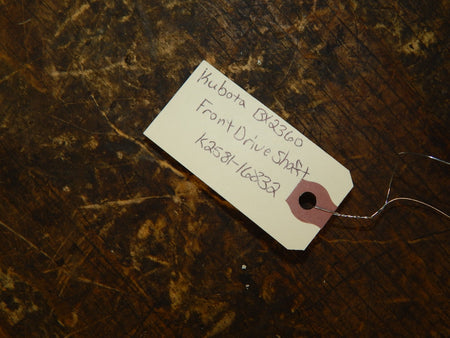 Kubota BX2360
Front Drive Shaft
K2581-16832